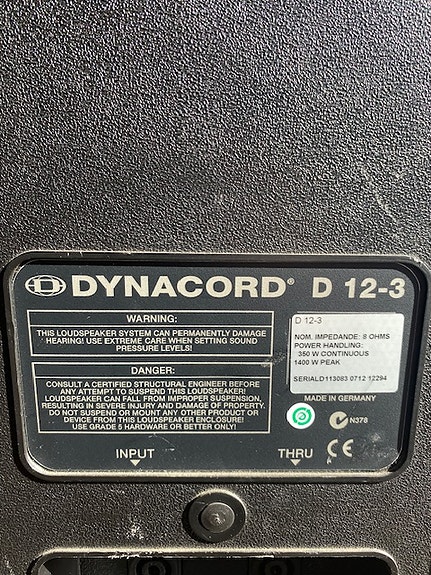 DYNACORD® D 12-3
WARNING:
THIS LOUDSPEAKER SYSTEM CAN PERMANENTLY DAMAGE
HEARING! USE EXTREME CARE WHEN SETTING SOUND
PRESSURE LEVELS!
DANGER:
CONSULT A CERTIFIED STRUCTURAL ENGINEER BEFORE
ANY ATTEMPT TO SUSPEND THIS LOUDSPEAKER!
LOUDSPEAKER CAN FALL FROM IMPROPER SUSPENSION,
RESULTING IN SEVERE INJURY AND DAMAGE OF PROPERTY.
DO NOT SUSPEND OR MOUNT ANY OTHER PRODUCT OR
DEVICE FROM THIS LOUDSPEAKER ENCLOSURE!
USE GRADE 5 HARDWARE OR BETTER ONLY!
D 12-3
NOM. IMPEDANDE: 8 OHMS
POWER HANDLING:
350 W CONTINUOUS
1400 W PEAK
SERIALD113083 0712 12294
MADE IN GERMANY
N378
CE
INPUT
THRU